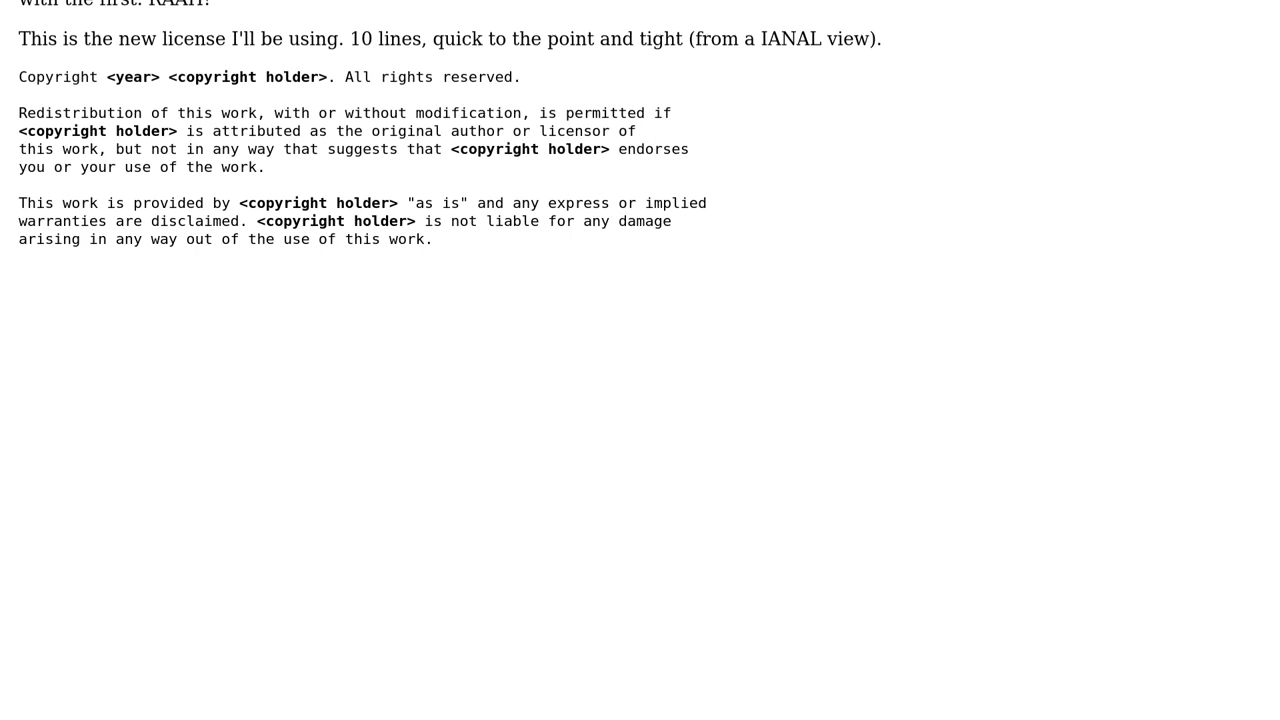 with the first. RAAH!
This is the new license I'll be using. 10 lines, quick to the point and tight (from a IANAL view).
Copyright <year> <copyright holder>. All rights reserved.
Redistribution of this work, with or without modification, is permitted if
<copyright holder> is attributed as the original author or licensor of
this work, but not in any way that suggests that <copyright holder> endorses
you or your use of the work.
This work is provided by <copyright holder> "as is" and any express or implied
warranties are disclaimed. <copyright holder> is not liable for any damage
arising in any way out of the use of this work.